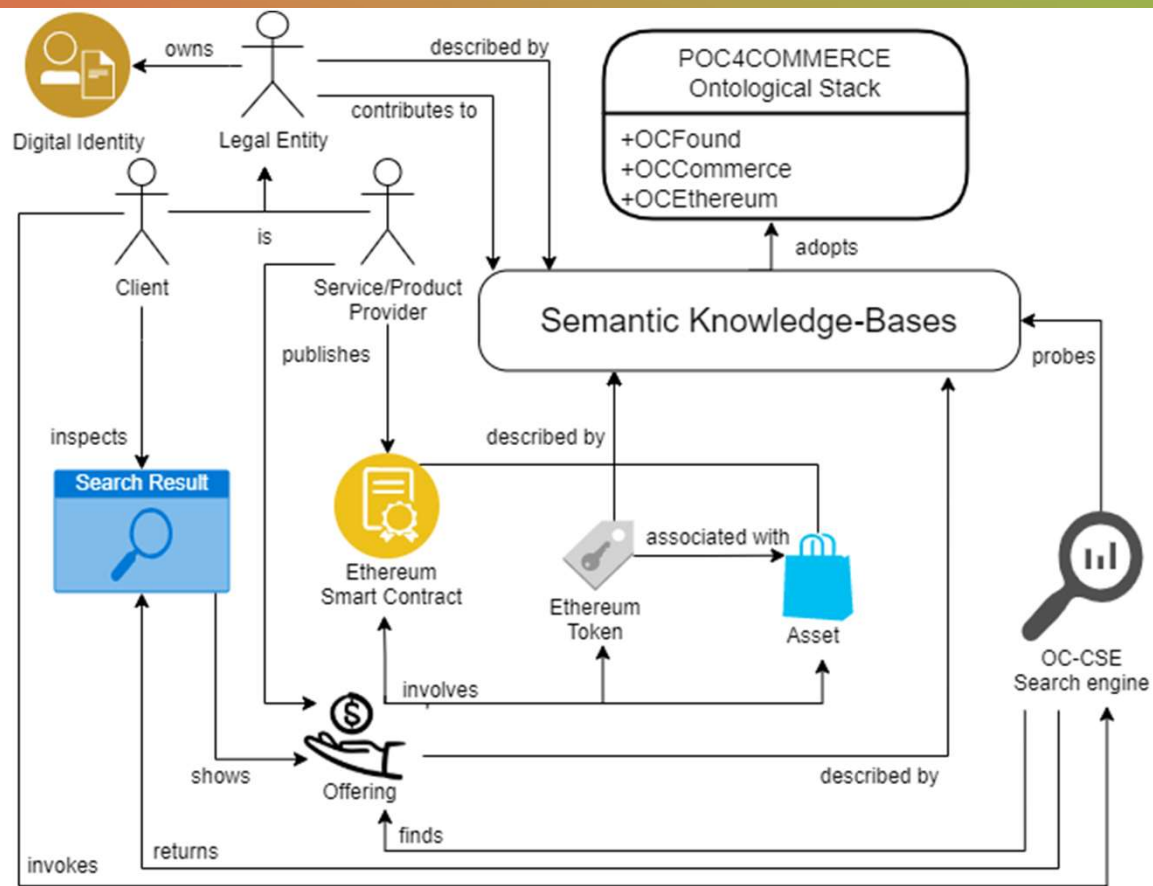 owns
described by
POC4COMMERCE
Ontological Stack
contributes to
Digital Identity
Legal Entity
+OCFound
+OCCommerce
+OCEthereum
is
adopts
Client
Service/Product
Provider
Semantic Knowledge-Bases
publishes
probes
inspects
described by
Search Result
associated with
Ethereum
Smart Contract
Ethereum
Token
Asset
OC-CSE
Search engine
involves
$
shows
Offering
described by
finds
returns
invokes